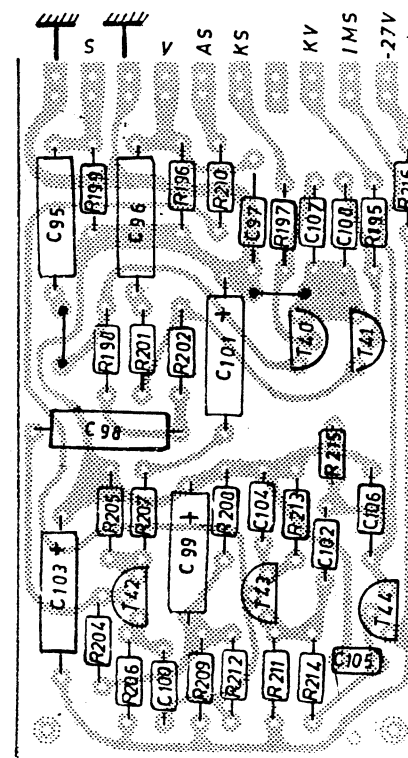 S V AS KS KV IMS -27V
C95
R199
C96
R196
R210
C97
R197
C107
C108
R195
R198
R201
R202
C101 +
T40
T41
C98
R215
R205
R207
C99 +
R200
C104
R213
C102
C106
C103 +
T42
T43
T44
R204
R206
C100
R209
R212
R211
R214
C105